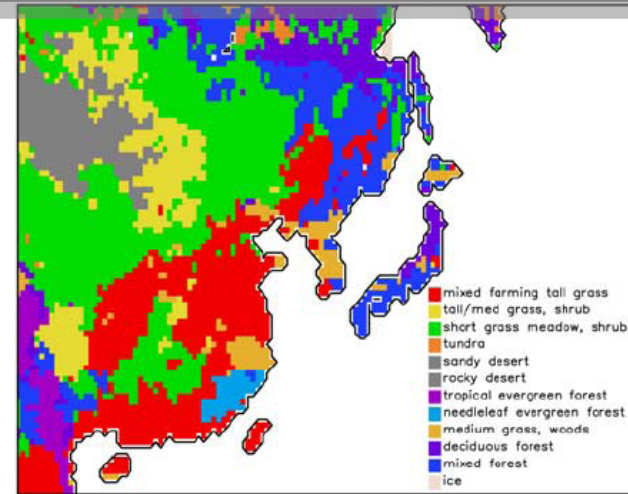 mixed farming tall grass
tall/med grass, shrub
short grass meadow, shrub
tundra
sandy desert
rocky desert
tropical evergreen forest
needleleaf evergreen forest
medium grass, woods
deciduous forest
mixed forest
ice